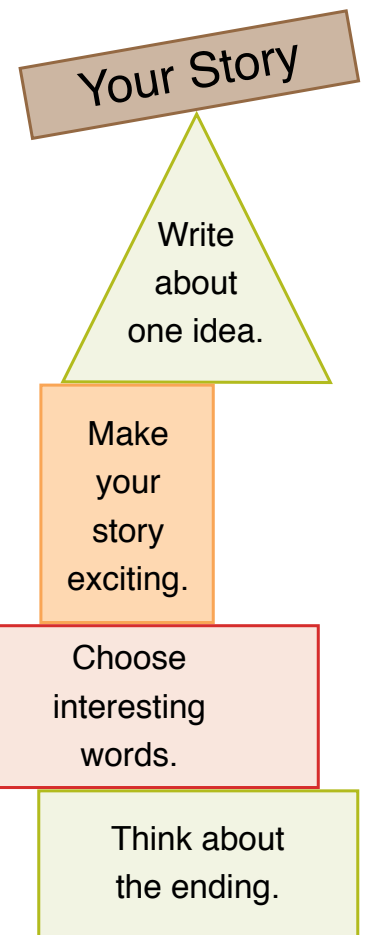 Your Story
Write
about
one idea.
Make
your
story
exciting.
Choose
interesting
words.
Think about
the ending.